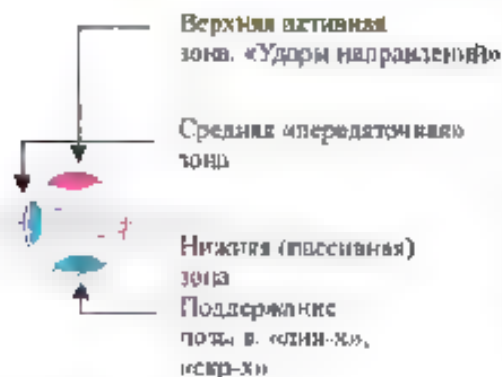 Верхняя активная
зона. «Удары направлений»
Средняя «передаточная»
зона
Нижняя (пассивная)
зона
Поддержание